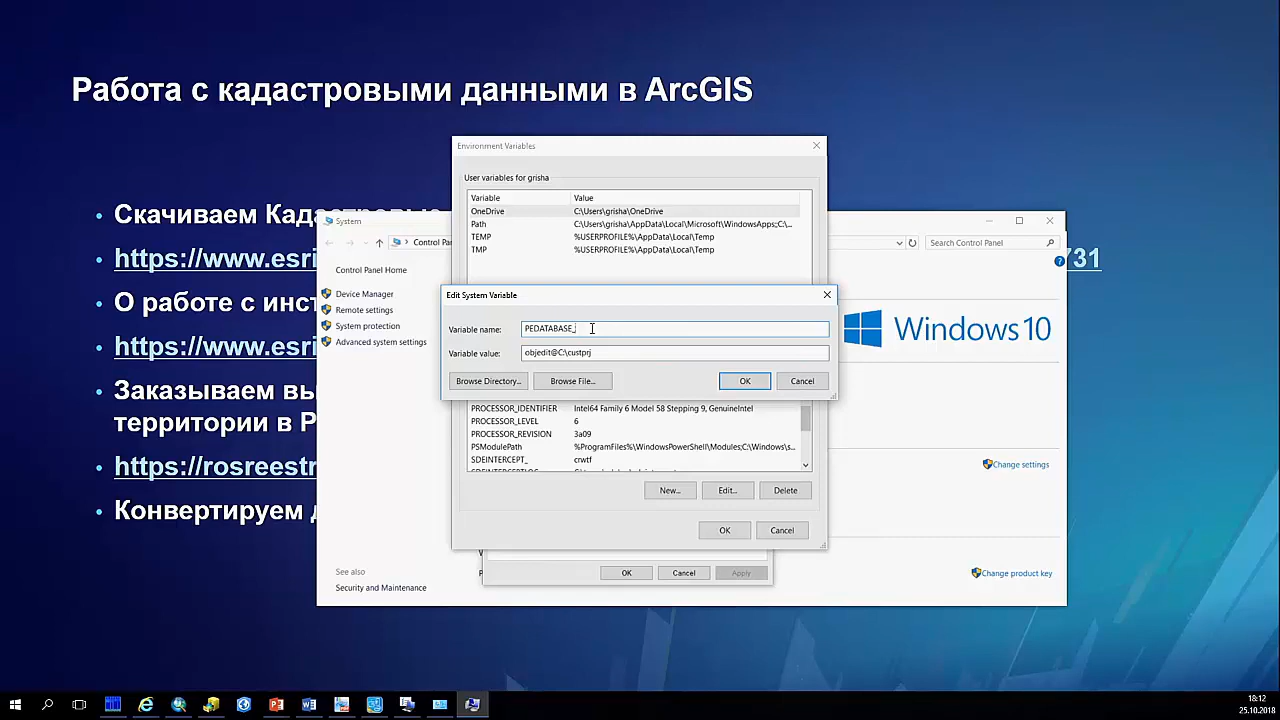 Работа с кадастровыми данными в ArcGIS
• Скачиваем Када
• https://www.esri
731
• О работе с инст
• https://www.esri
• Заказываем вы
территории в Р
• https://rosreestr
• Конвертируем д
System
Control Pa
Search Control Panel
Control Panel Home
Device Manager
Remote settings
System protection
Advanced system settings
See also
Security and Maintenance
Windows 10
Change settings
Change product key
OK Cancel Apply
Environment Variables
User variables for grisha
Variable Value
OneDrive C:\Users\grisha\OneDrive
Path C:\Users\grisha\AppData\Local\Microsoft\WindowsApps;C:\...
TEMP %USERPROFILE%\AppData\Local\Temp
TMP %USERPROFILE%\AppData\Local\Temp
Edit System Variable
Variable name: PEDATABASE_
Variable value: objedit@C:\custprj
Browse Directory... Browse File... OK Cancel
PROCESSOR_IDENTIFIER Intel64 Family 6 Model 58 Stepping 9, GenuineIntel
PROCESSOR_LEVEL 6
PROCESSOR_REVISION 3a09
PSModulePath %ProgramFiles%\WindowsPowerShell\Modules;C:\Windows\s...
SDEINTERCEPT_ crwtf
New... Edit... Delete
OK Cancel
18:12
25.10.2018